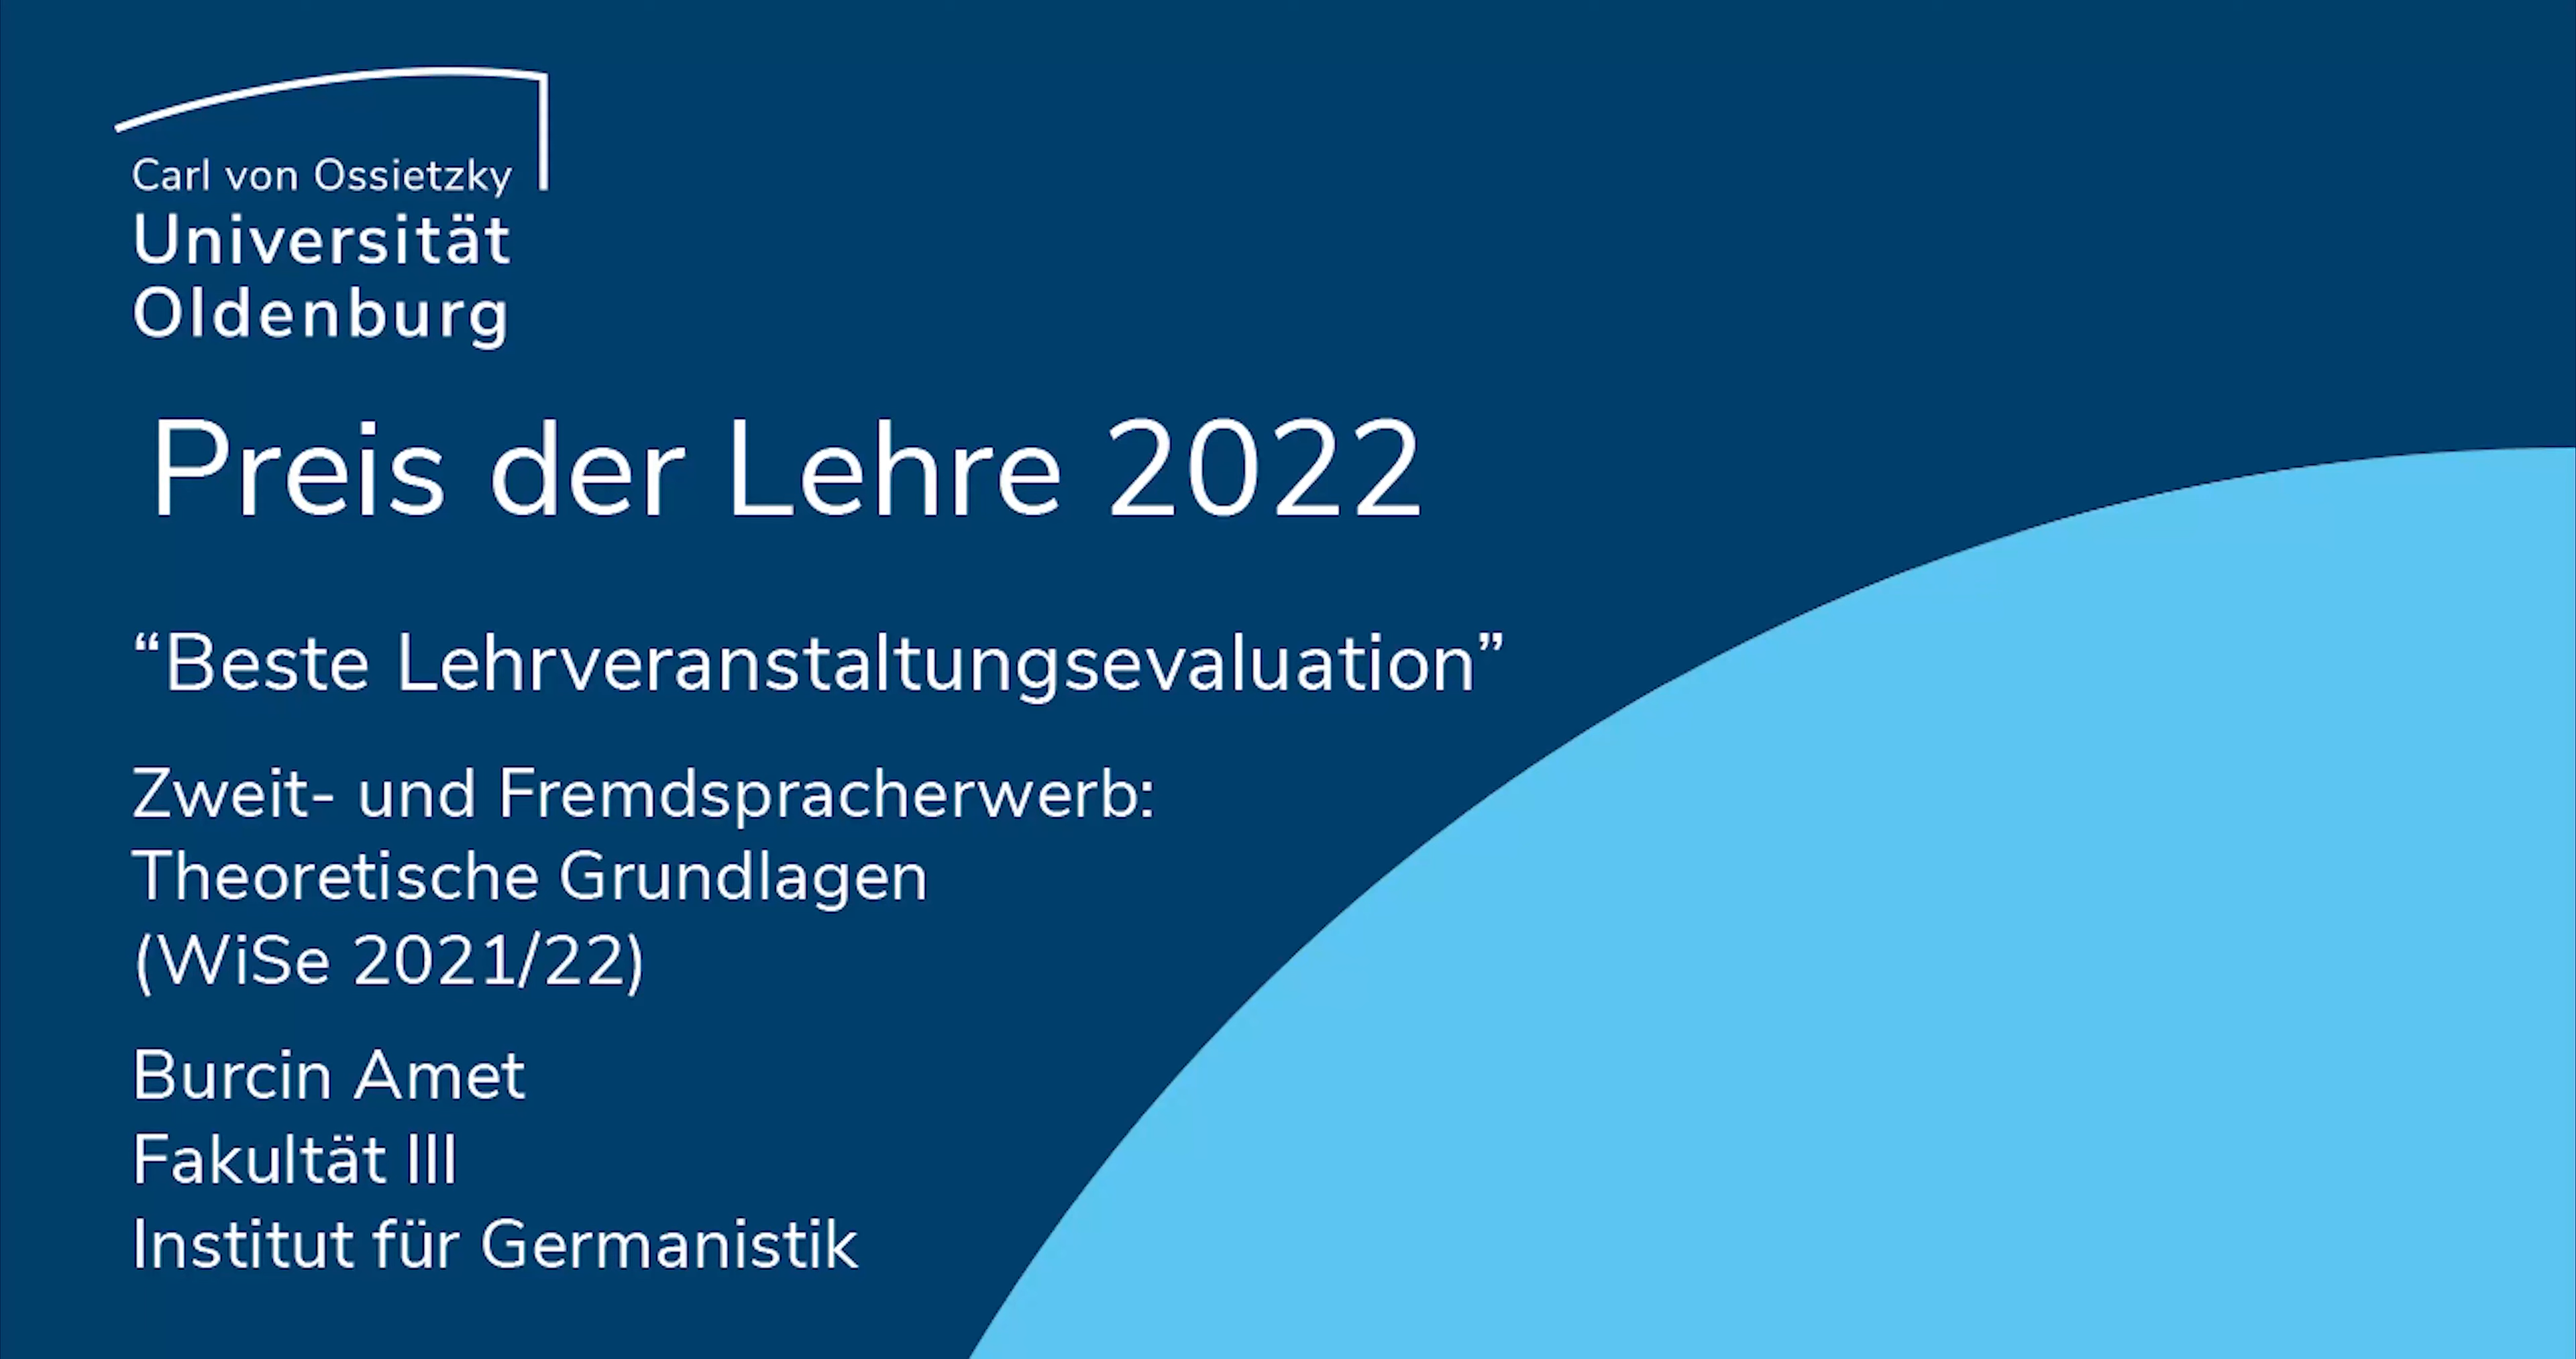 Carl von Ossietzky
Universität
Oldenburg
Preis der Lehre 2022
“Beste Lehrveranstaltungsevaluation”
Zweit- und Fremdspracherwerb:
Theoretische Grundlagen
(WiSe 2021/22)
Burcin Amet
Fakultät III
Institut für Germanistik